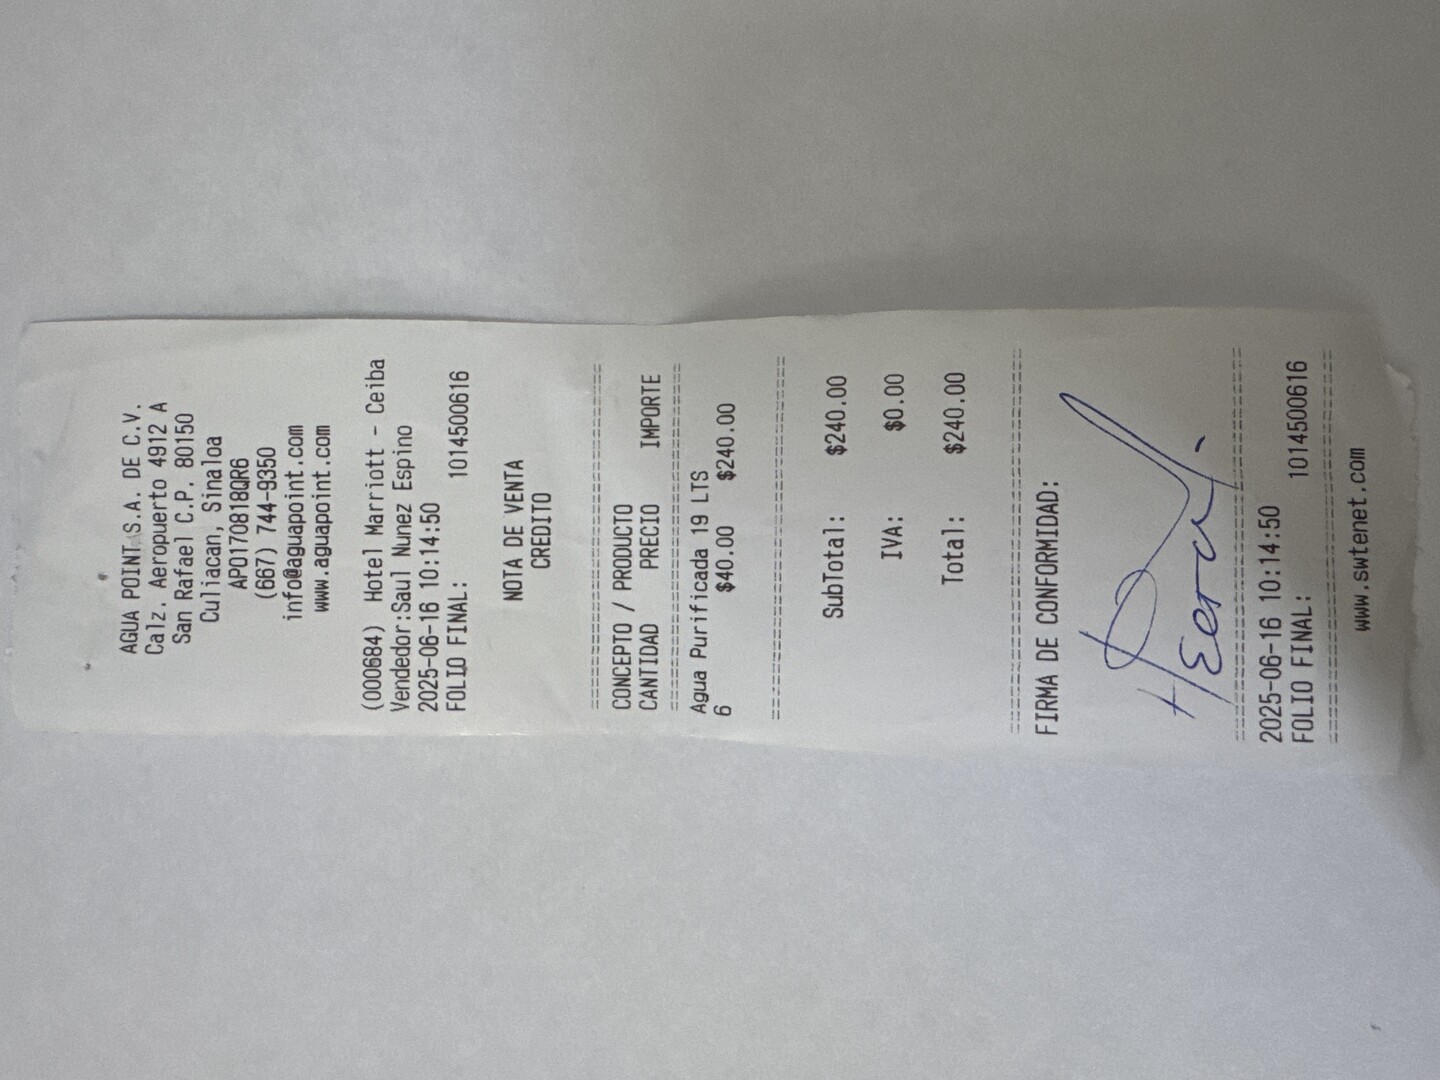 AGUA POINT S.A. DE C.V.
Calz. Aeropuerto 4912 A
San Rafael C.P. 80150
Culiacan, Sinaloa
APO170818QR6
(667) 744-9350
info@aguapoint.com
www.aguapoint.com
(000684) Hotel Marriott - Ceiba
Vendedor:Saul Nunez Espino
2025-06-16 10:14:50
FOLIO FINAL: 1014500616
NOTA DE VENTA
CREDITO
CONCEPTO / PRODUCTO
CANTIDAD PRECIO IMPORTE
Agua Purificada 19 LTS
6 $40.00 $240.00
SubTotal: $240.00
IVA: $0.00
Total: $240.00
FIRMA DE CONFORMIDAD:
2025-06-16 10:14:50
FOLIO FINAL: 1014500616
www.swtenet.com